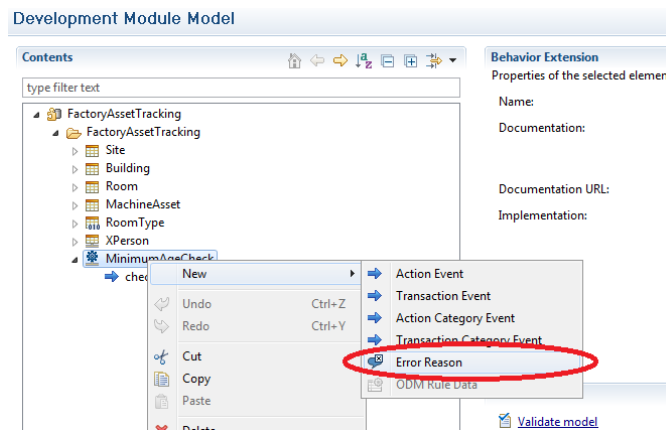 Development Module Model
Contents
type filter text
FactoryAssetTracking
FactoryAssetTracking
Site
Building
Room
MachineAsset
RoomType
XPerson
MinimumAgeCheck
chec
New
Undo Ctrl+Z
Redo Ctrl+Y
Cut
Copy
Paste
Delete
Action Event
Transaction Event
Action Category Event
Transaction Category Event
Error Reason
ODM Rule Data
Behavior Extension
Properties of the selected elemen
Name:
Documentation:
Documentation URL:
Implementation:
Validate model